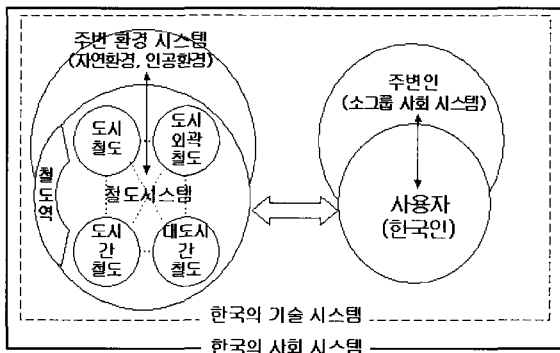 주변 환경 시스템
(자연환경, 인공환경)
도시
철도
도시
외곽
철도
철도역
철도시스템
도시
간
철도
대도시
간
철도
주변인
(소그룹 사회 시스템)
사용자
(한국인)
한국의 기술 시스템
한국의 사회 시스템